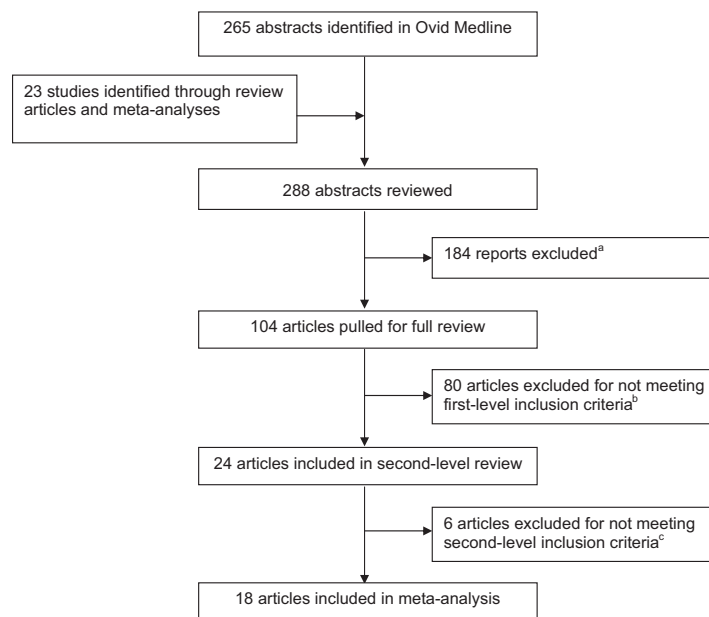 265 abstracts identified in Ovid Medline
23 studies identified through review
articles and meta-analyses
288 abstracts reviewed
184 reports excludedᵃ
104 articles pulled for full review
80 articles excluded for not meeting
first-level inclusion criteriaᵇ
24 articles included in second-level review
6 articles excluded for not meeting
second-level inclusion criteriaᶜ
18 articles included in meta-analysis